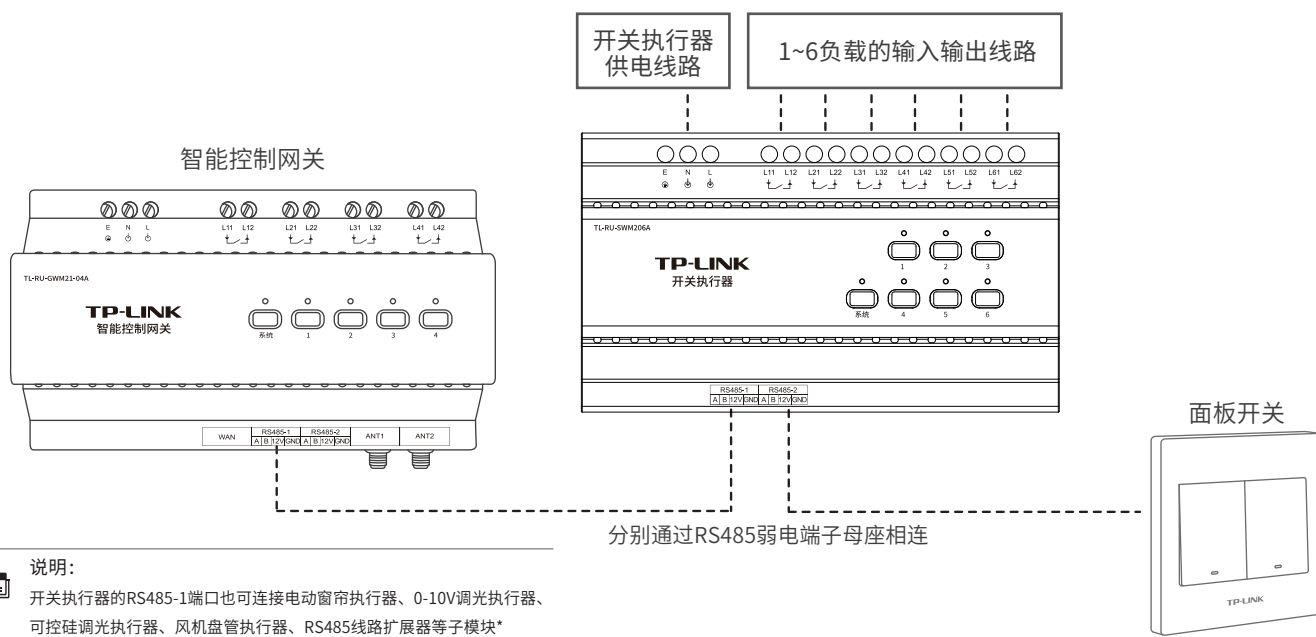 开关执行器
供电线路
1~6负载的输入输出线路
智能控制网关
E N L L11 L12 L21 L22 L31 L32 L41 L42
TL-RU-GWM21-04A
TP-LINK
智能控制网关
系统 1 2 3 4
WAN RS485-1 RS485-2 ANT1 ANT2
A B 12V GND A B 12V GND
E N L L11 L12 L21 L22 L31 L32 L41 L42 L51 L52 L61 L62
TL-RU-SWM206A
TP-LINK
开关执行器
1 2 3
系统 4 5 6
RS485-1 RS485-2
A B 12V GND A B 12V GND
面板开关
TP-LINK
分别通过RS485弱电端子母座相连
说明：
开关执行器的RS485-1端口也可连接电动窗帘执行器、0-10V调光执行器、
可控硅调光执行器、风机盘管执行器、RS485线路扩展器等子模块*